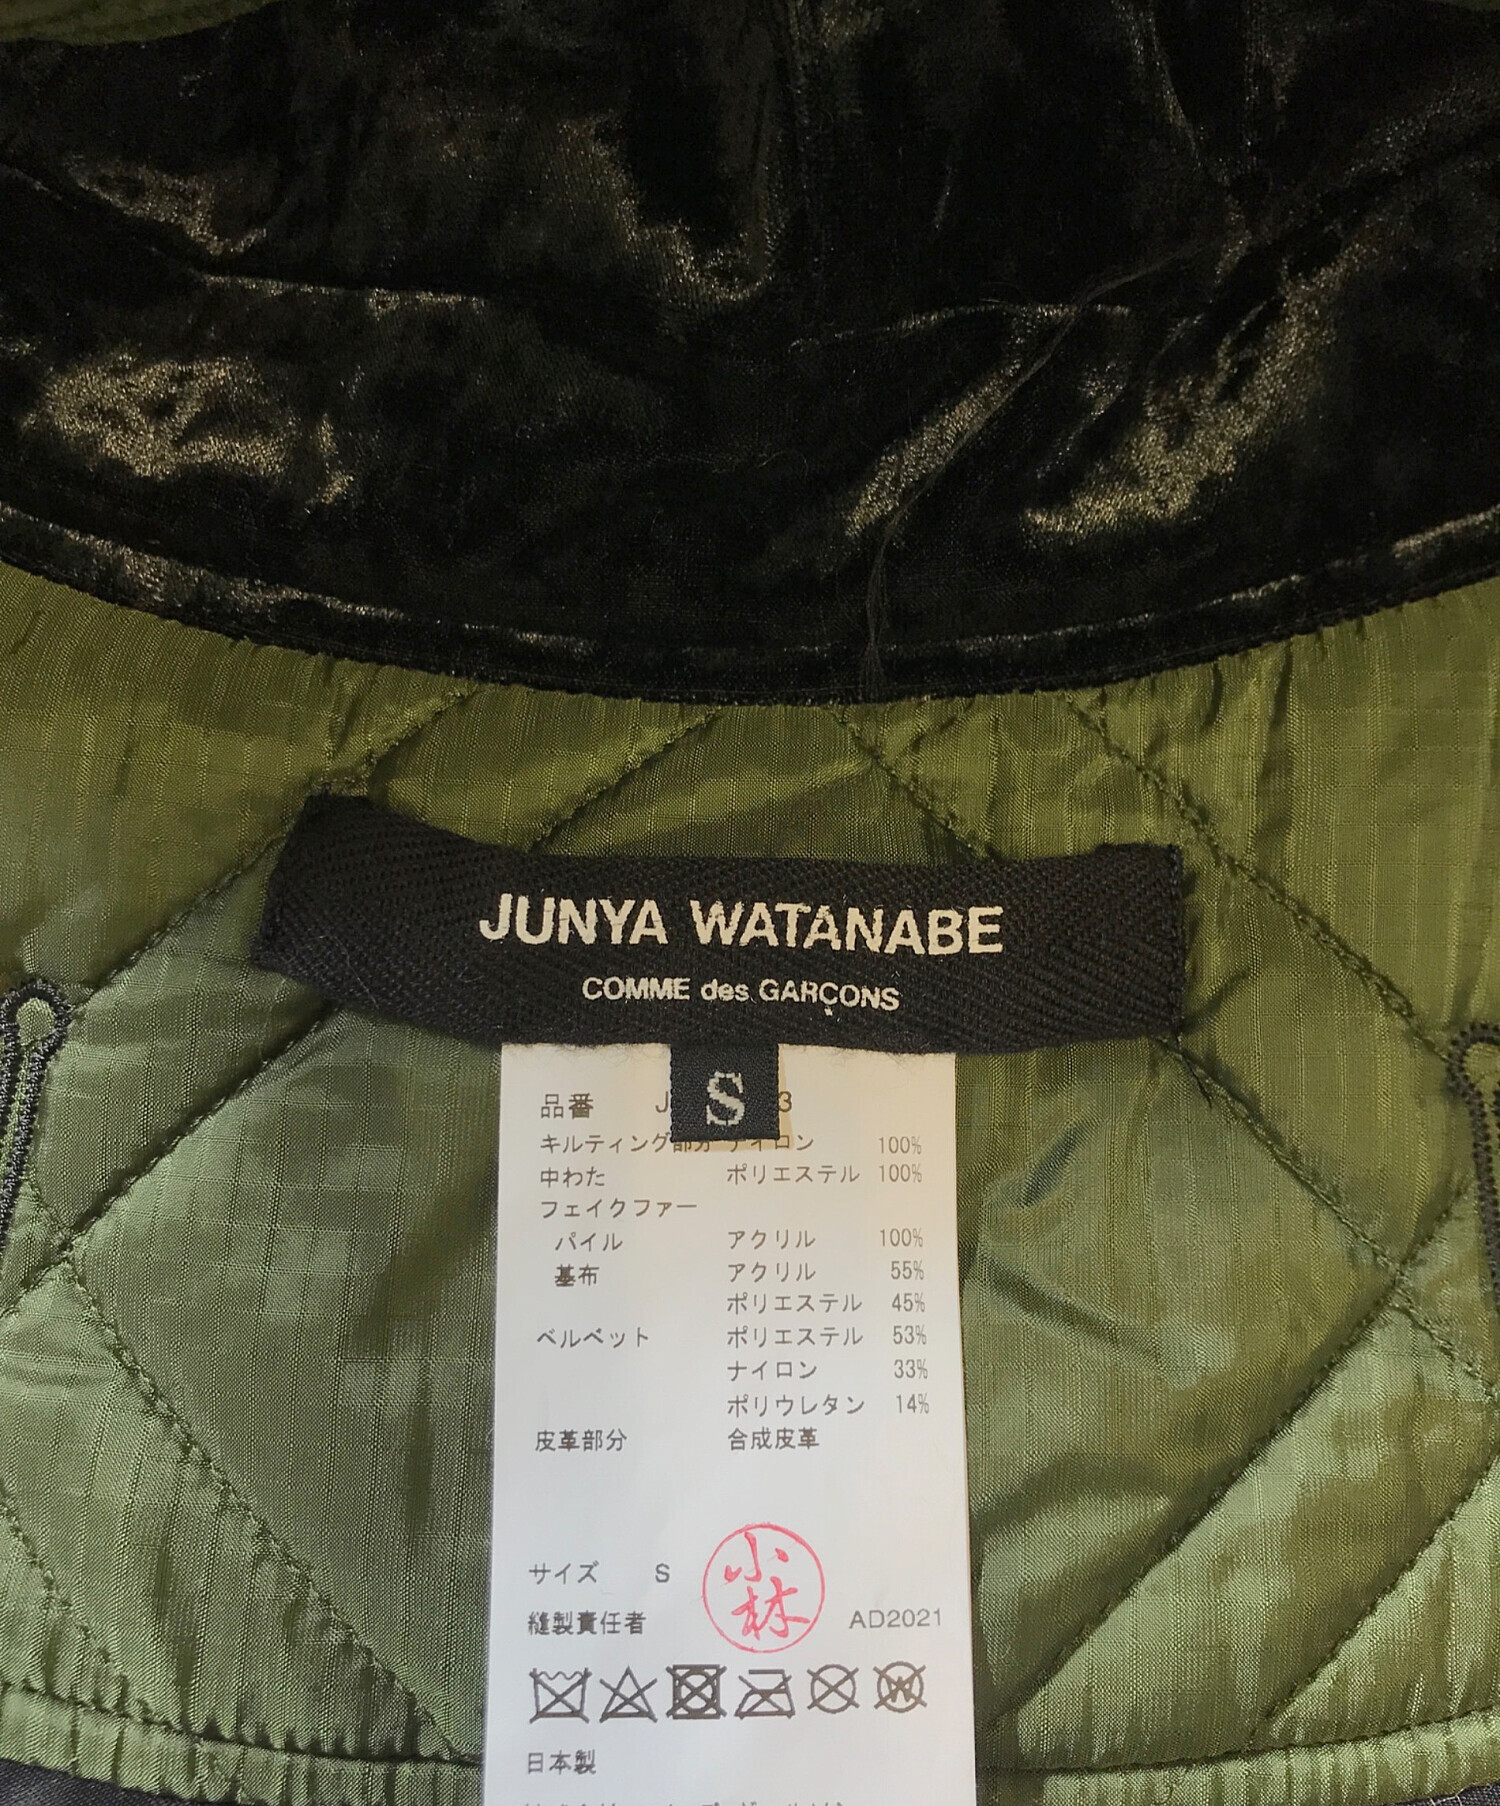 JUNYA WATANABE
COMME des GARÇONS
S
品番 J 3
キルティング部分 ナイロン 100%
中わた ポリエステル 100%
フェイクファー
パイル アクリル 100%
基布 アクリル 55%
ポリエステル 45%
ベルベット ポリエステル 53%
ナイロン 33%
ポリウレタン 14%
皮革部分 合成皮革
サイズ S
小林
縫製責任者 AD2021
W
日本製